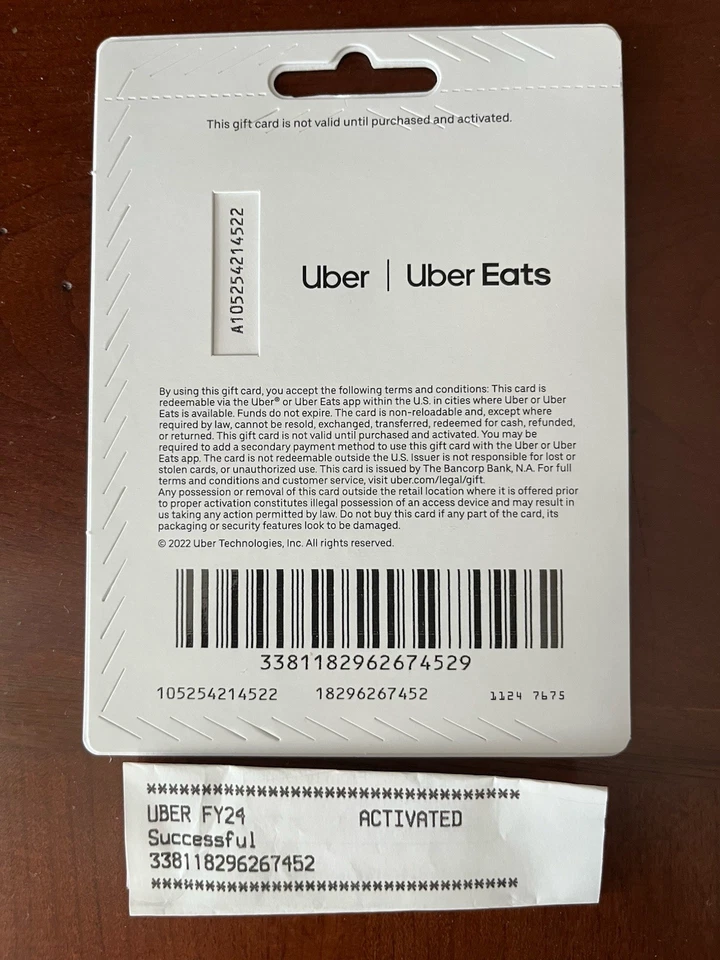 This gift card is not valid until purchased and activated.
A105254214522
Uber | Uber Eats
By using this gift card, you accept the following terms and conditions: This card is
redeemable via the Uber® or Uber Eats app within the U.S. in cities where Uber or Uber
Eats is available. Funds do not expire. The card is non-reloadable and, except where
required by law, cannot be resold, exchanged, transferred, redeemed for cash, refunded,
or returned. This gift card is not valid until purchased and activated. You may be
required to add a secondary payment method to use this gift card with the Uber or Uber
Eats app. The card is not redeemable outside the U.S. Issuer is not responsible for lost or
stolen cards, or unauthorized use. This card is issued by The Bancorp Bank, N.A. For full
terms and conditions and customer service, visit uber.com/legal/gift.
Any possession or removal of this card outside the retail location where it is offered prior
to proper activation constitutes illegal possession of an access device and may result in
us taking any action permitted by law. Do not buy this card if any part of the card, its
packaging or security features look to be damaged.
© 2022 Uber Technologies, Inc. All rights reserved.
3381182962674529
105254214522 18296267452 1124 7675
**********************************
UBER FY24 ACTIVATED
Successful
338118296267452
**********************************